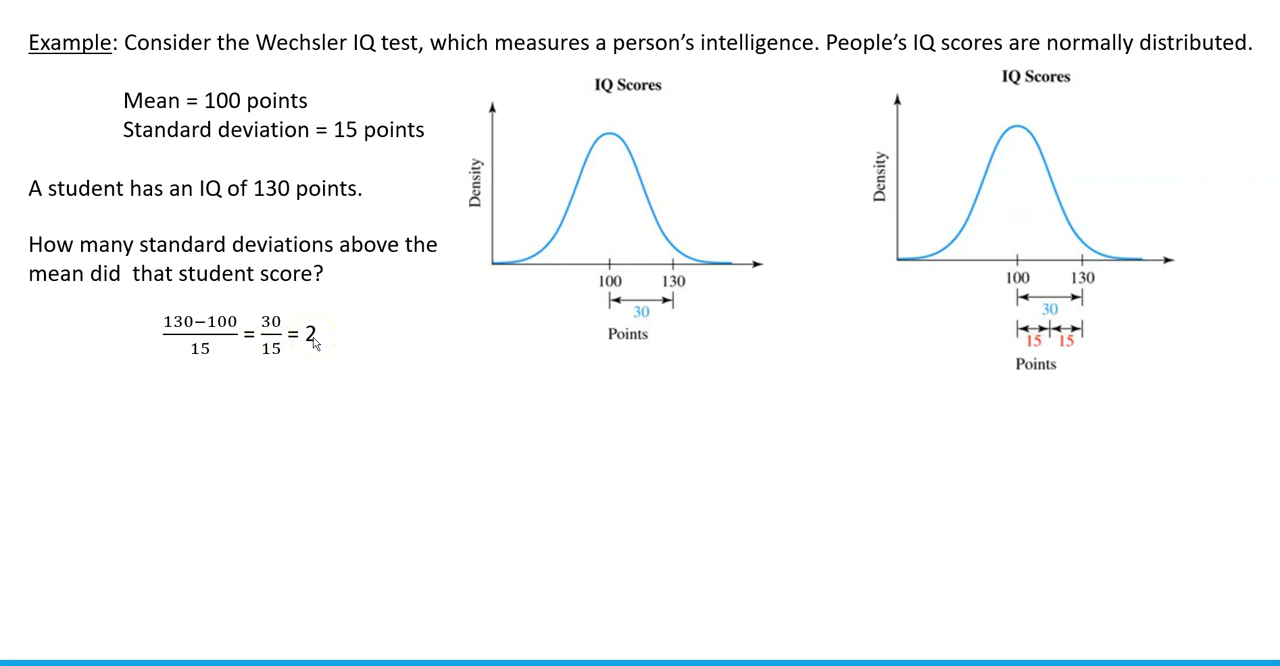 Example: Consider the Wechsler IQ test, which measures a person's intelligence. People's IQ scores are normally distributed.
Mean = 100 points
Standard deviation = 15 points
A student has an IQ of 130 points.
How many standard deviations above the
mean did that student score?
130−100 / 15 = 30 / 15 = 2
IQ Scores
Density
100 130
30
Points
IQ Scores
Density
100 130
30
15 15
Points